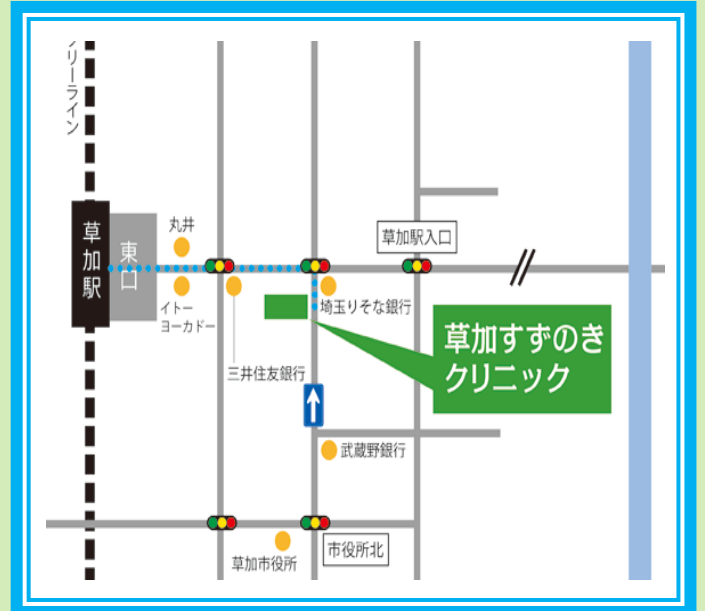 リーライン
草加駅
東口
丸井
イトー
ヨーカドー
三井住友銀行
埼玉りそな銀行
草加駅入口
草加すずのき
クリニック
武蔵野銀行
草加市役所
市役所北